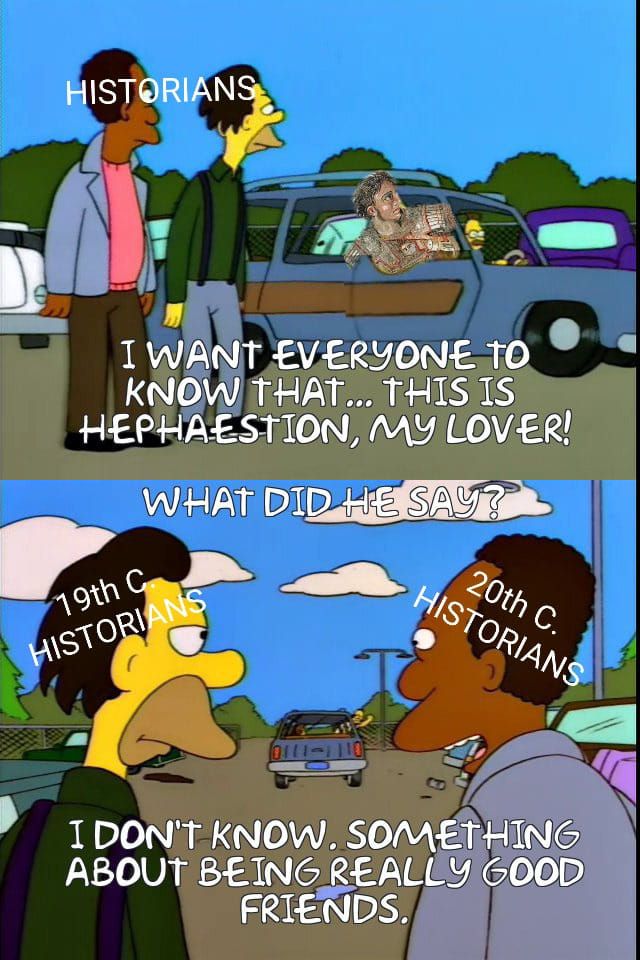 HISTORIANS
I WANT EVERYONE TO
KNOW THAT... THIS IS
HEPHAESTION, MY LOVER!
WHAT DID HE SAY?
19th C.
HISTORIANS
20th C.
HISTORIANS
I DON'T KNOW. SOMETHING
ABOUT BEING REALLY GOOD
FRIENDS.